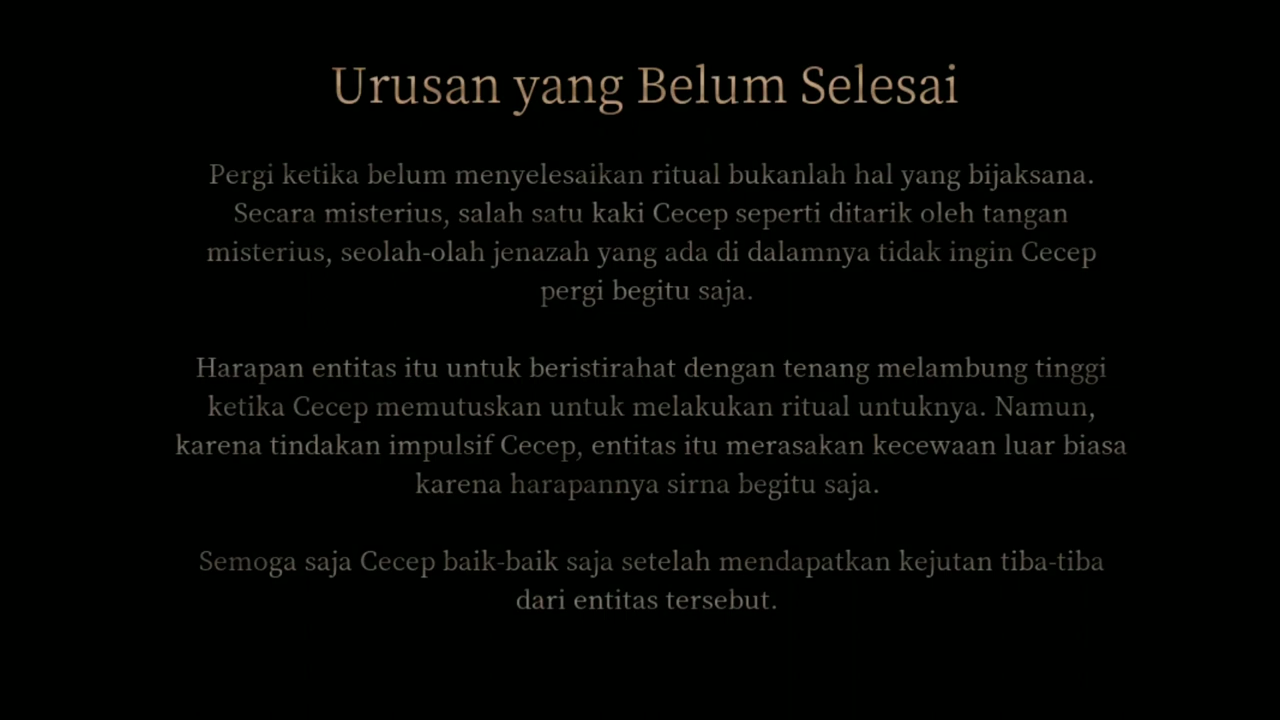 Urusan yang Belum Selesai
Pergi ketika belum menyelesaikan ritual bukanlah hal yang bijaksana.
Secara misterius, salah satu kaki Cecep seperti ditarik oleh tangan
misterius, seolah-olah jenazah yang ada di dalamnya tidak ingin Cecep
pergi begitu saja.
Harapan entitas itu untuk beristirahat dengan tenang melambung tinggi
ketika Cecep memutuskan untuk melakukan ritual untuknya. Namun,
karena tindakan impulsif Cecep, entitas itu merasakan kecewaan luar biasa
karena harapannya sirna begitu saja.
Semoga saja Cecep baik-baik saja setelah mendapatkan kejutan tiba-tiba
dari entitas tersebut.